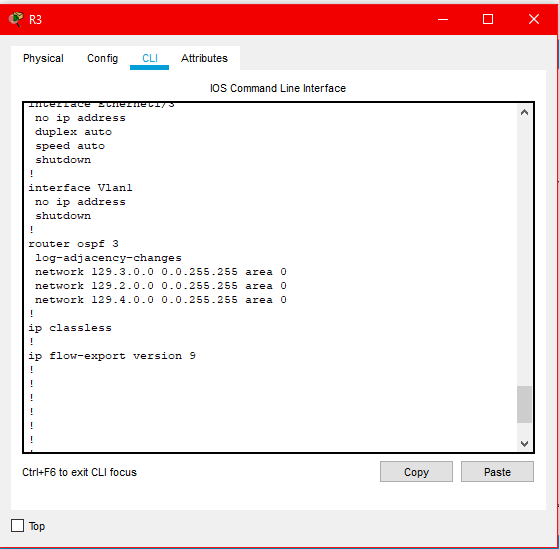 R3
Physical Config CLI Attributes
IOS Command Line Interface
interface Ethernet1/3
no ip address
duplex auto
speed auto
shutdown
!
interface Vlan1
no ip address
shutdown
!
router ospf 3
log-adjacency-changes
network 129.3.0.0 0.0.255.255 area 0
network 129.2.0.0 0.0.255.255 area 0
network 129.4.0.0 0.0.255.255 area 0
!
ip classless
!
ip flow-export version 9
!
!
!
!
!
!
!
Ctrl+F6 to exit CLI focus
Copy Paste
Top